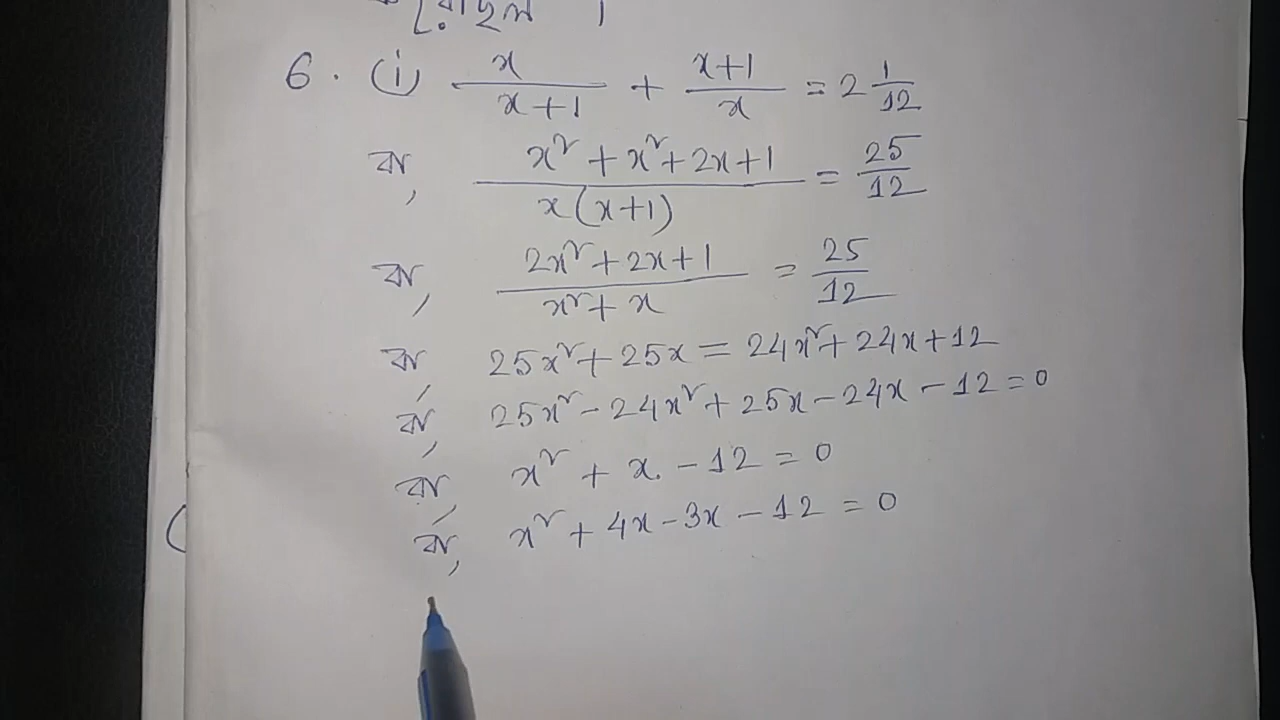 6. (i) x/(x+1) + (x+1)/x = 2 1/12
বা, (x² + x² + 2x + 1)/(x(x+1)) = 25/12
বা, (2x² + 2x + 1)/(x² + x) = 25/12
বা, 25x² + 25x = 24x² + 24x + 12
বা, 25x² - 24x² + 25x - 24x - 12 = 0
বা, x² + x - 12 = 0
বা, x² + 4x - 3x - 12 = 0